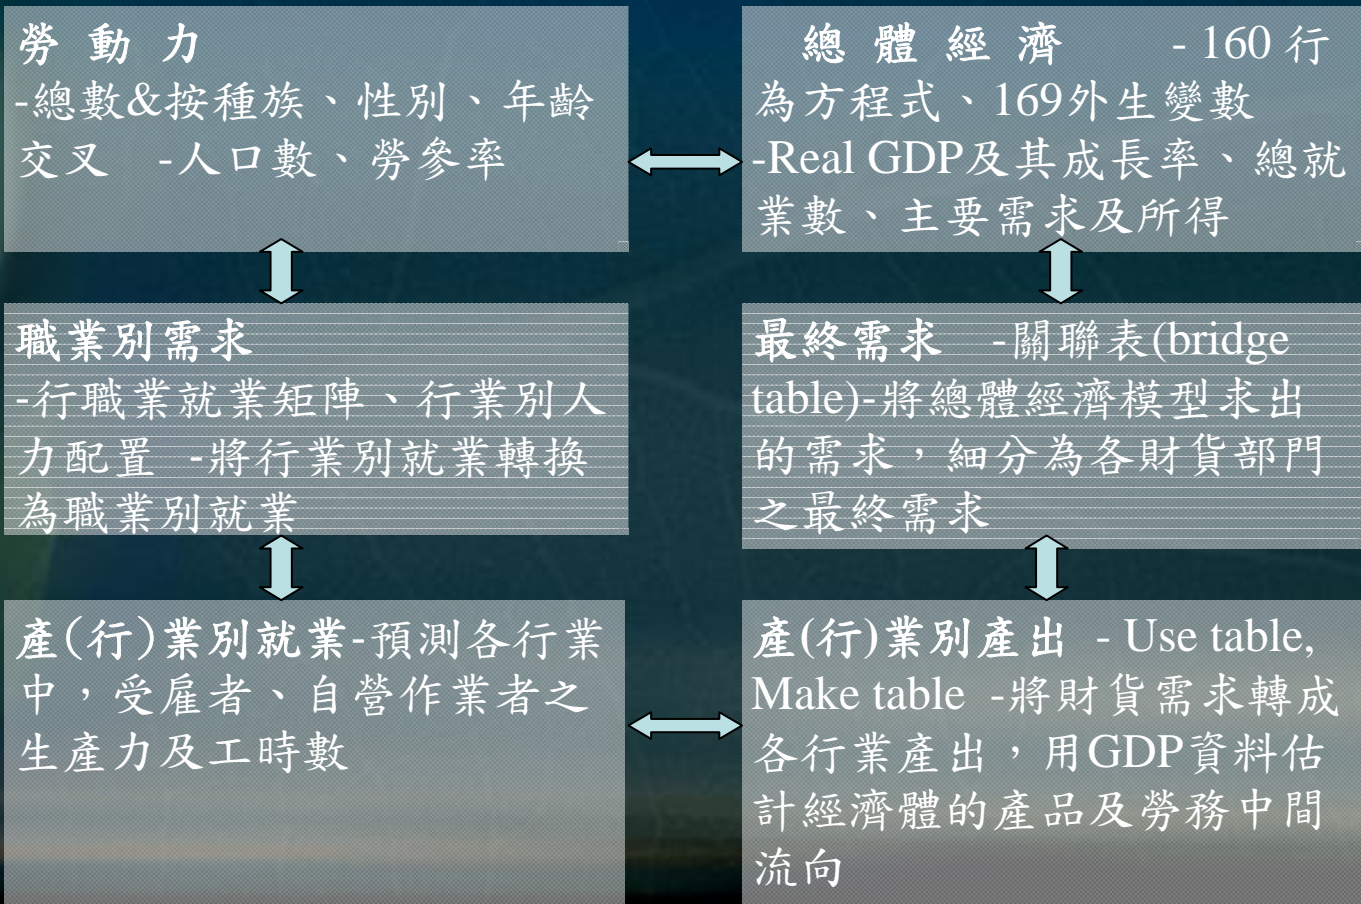 勞 動 力
-總數&按種族、性別、年齡
交叉 -人口數、勞參率
總 體 經 濟 - 160 行
為方程式、169外生變數
-Real GDP及其成長率、總就
業數、主要需求及所得
職業別需求
-行職業就業矩陣、行業別人
力配置 -將行業別就業轉換
為職業別就業
最終需求 -關聯表(bridge
table)-將總體經濟模型求出
的需求，細分為各財貨部門
之最終需求
產(行)業別就業-預測各行業
中，受雇者、自營作業者之
生產力及工時數
產(行)業別產出 - Use table,
Make table -將財貨需求轉成
各行業產出，用GDP資料估
計經濟體的產品及勞務中間
流向